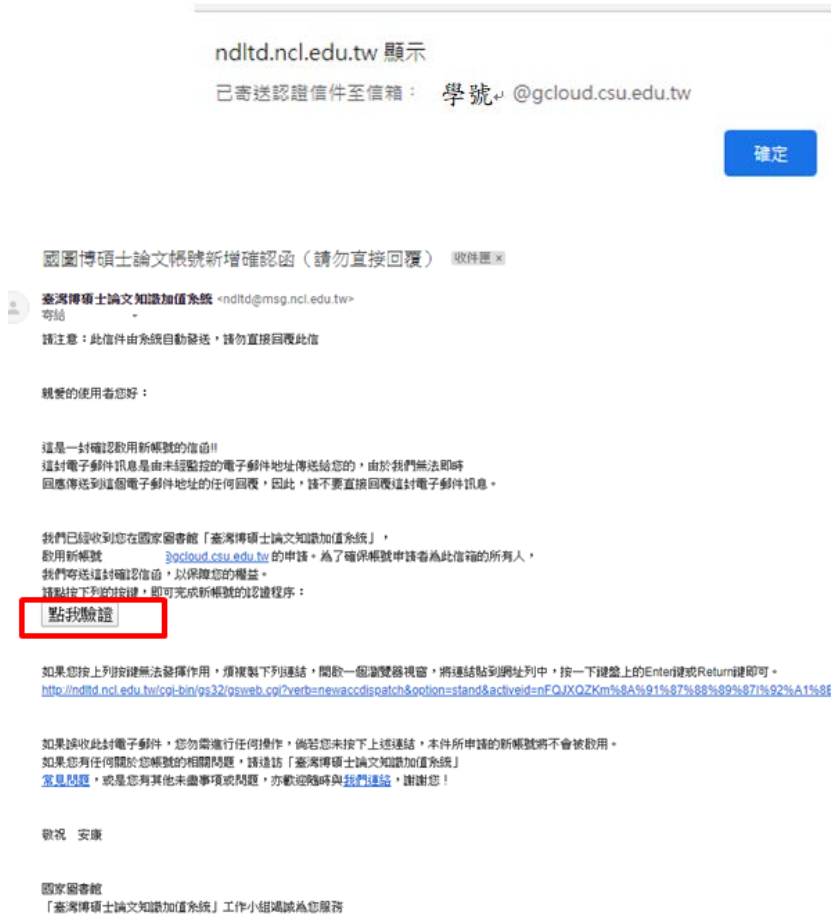 ndltd.ncl.edu.tw 顯示
已寄送認證信件至信箱： 學號 @gcloud.csu.edu.tw
確定
國圖博碩士論文帳號新增確認函（請勿直接回覆） 收件匣 x
臺灣博碩士論文知識加值系統 <ndltd@msg.ncl.edu.tw>
寄給
請注意：此信件由系統自動發送，請勿直接回覆此信
親愛的使用者您好：
這是一封確認啟用新帳號的信函!!
這封電子郵件訊息是由未經監控的電子郵件地址傳送給您的，由於我們無法即時
回應傳送到這個電子郵件地址的任何回覆，因此，請不要直接回覆這封電子郵件訊息。
我們已經收到您在國家圖書館「臺灣博碩士論文知識加值系統」，
啟用新帳號 @gcloud.csu.edu.tw 的申請。為了確保帳號申請者為此信箱的所有人，
我們寄送這封確認信函，以保障您的權益。
請點按下列的按鍵，即可完成新帳號的認證程序：
點我驗證
如果您按上列按鍵無法發揮作用，煩複製下列連結，開啟一個瀏覽器視窗，將連結貼到網址列中，按一下鍵盤上的Enter鍵或Return鍵即可。
http://ndltd.ncl.edu.tw/cgi-bin/gs32/gsweb.cgi?verb=newaccdispatch&option=stand&activeid=nFQJXQZKm%8A%91%87%88%89%87I%92%A1%8E
如果誤收此封電子郵件，您勿需進行任何操作，倘若您未按下上述連結，本件所申請的新帳號將不會被啟用。
如果您有任何關於您帳號的相關問題，請造訪「臺灣博碩士論文知識加值系統」
常見問題，或是您有其他未盡事項或問題，亦歡迎隨時與我們連絡，謝謝您！
敬祝 安康
國家圖書館
「臺灣博碩士論文知識加值系統」工作小組竭誠為您服務